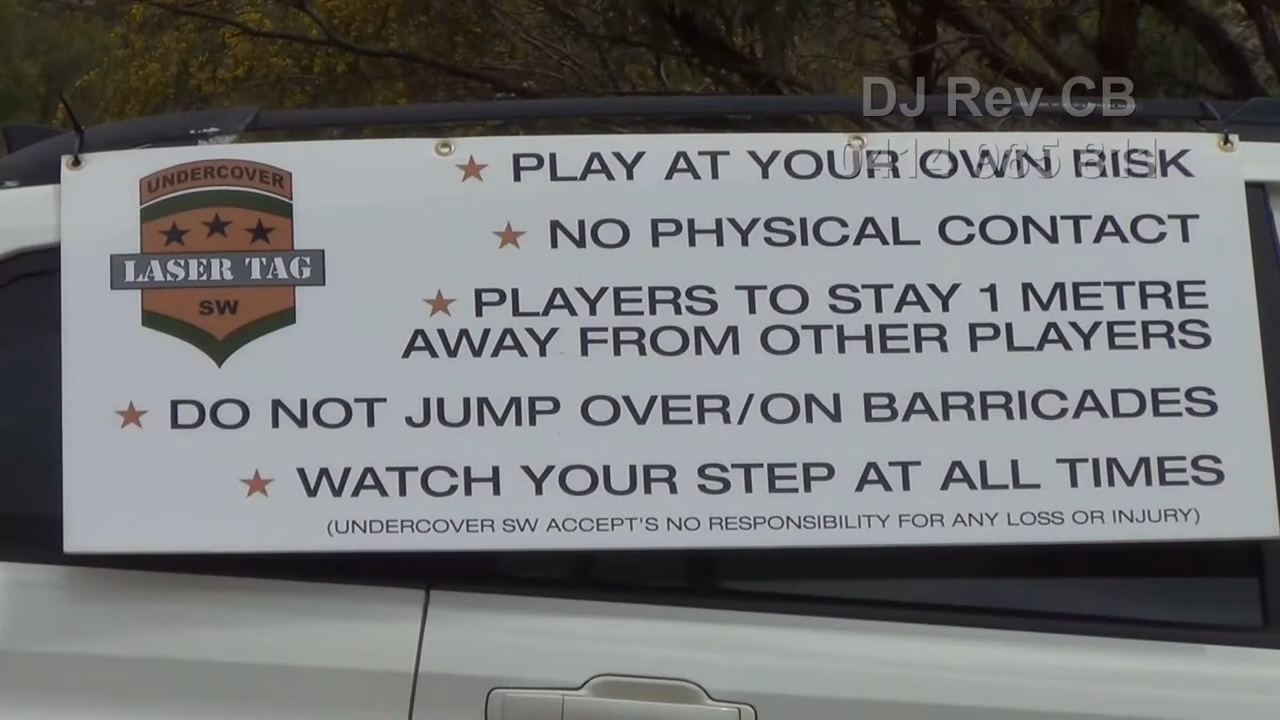 DJ Rev CB
UNDERCOVER
LASER TAG
SW
PLAY AT YOUR OWN RISK
NO PHYSICAL CONTACT
PLAYERS TO STAY 1 METRE
AWAY FROM OTHER PLAYERS
DO NOT JUMP OVER/ON BARRICADES
WATCH YOUR STEP AT ALL TIMES
(UNDERCOVER SW ACCEPT'S NO RESPONSIBILITY FOR ANY LOSS OR INJURY)